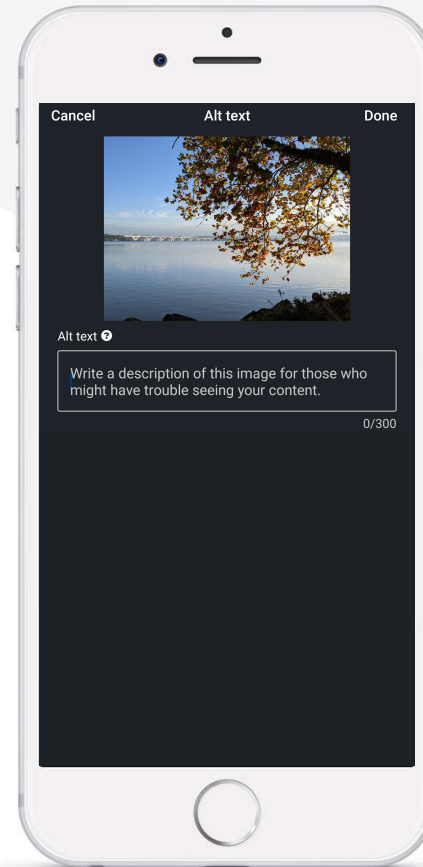 Cancel Alt text Done
Alt text ?
Write a description of this image for those who
might have trouble seeing your content.
0/300